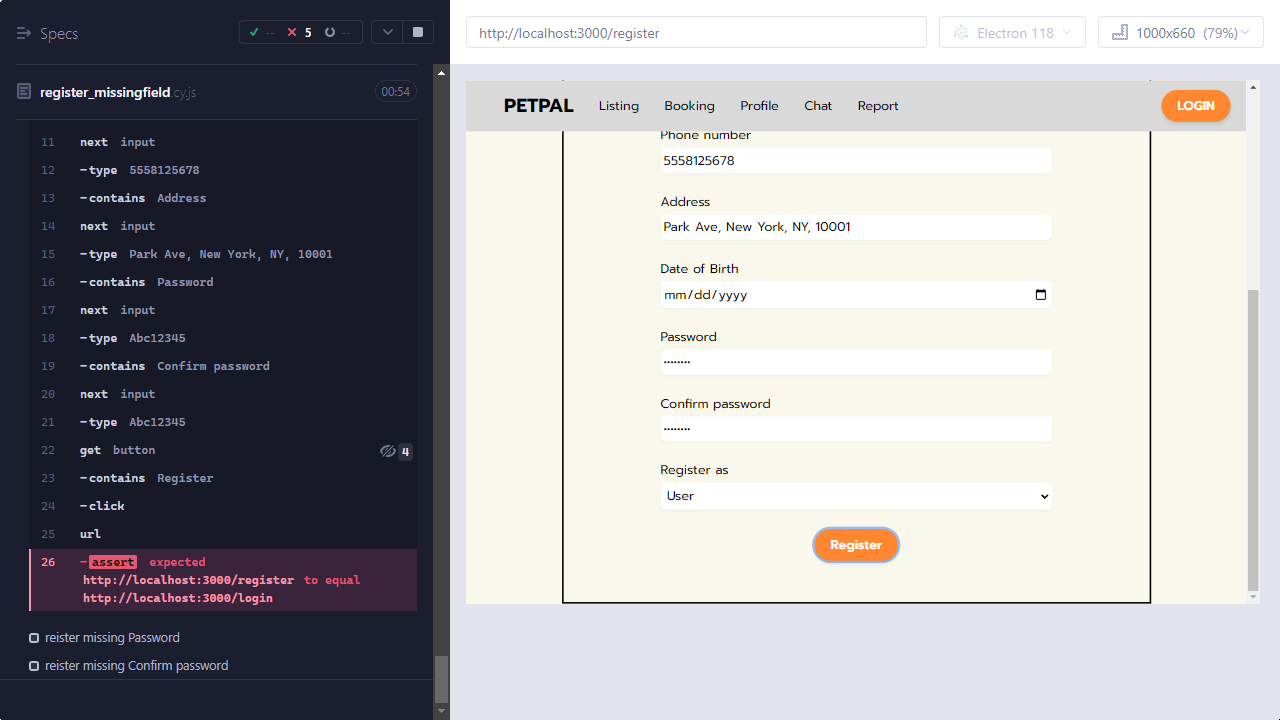 Specs
-- 5 --
register_missingfield.cy.js 00:54
11 next input
12 -type 5558125678
13 -contains Address
14 next input
15 -type Park Ave, New York, NY, 10001
16 -contains Password
17 next input
18 -type Abc12345
19 -contains Confirm password
20 next input
21 -type Abc12345
22 get button 4
23 -contains Register
24 -click
25 url
26 -assert expected
http://localhost:3000/register to equal
http://localhost:3000/login
reister missing Password
reister missing Confirm password
http://localhost:3000/register
Electron 118
1000x660 (79%)
PETPAL Listing Booking Profile Chat Report LOGIN
Phone number
5558125678
Address
Park Ave, New York, NY, 10001
Date of Birth
mm/dd/yyyy
Password
••••••••
Confirm password
••••••••
Register as
User
Register